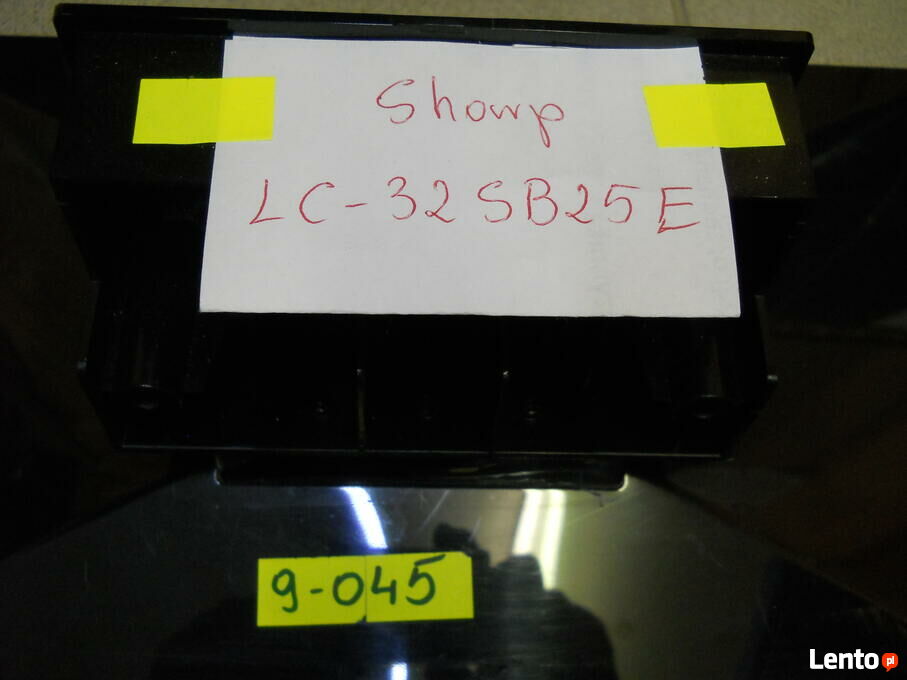 Sharp
LC-32SB25E
9-045
Lento.pl